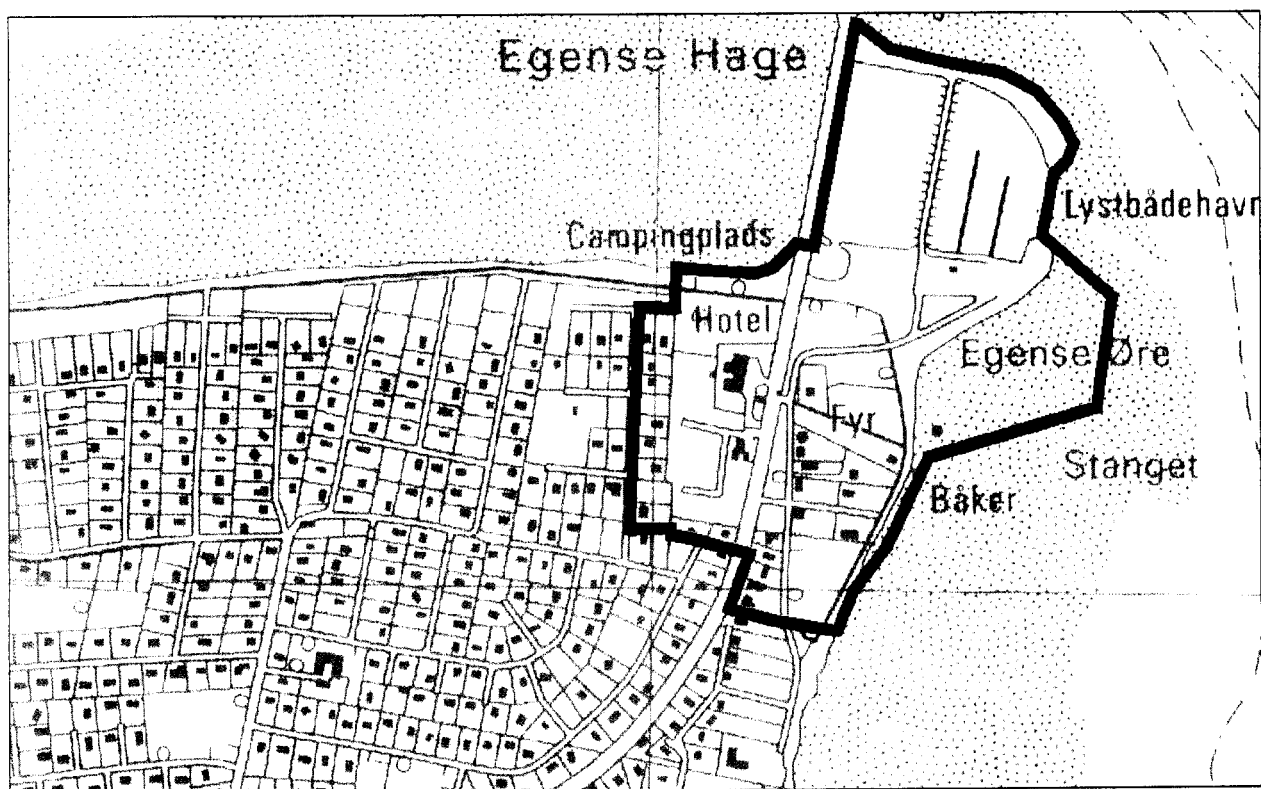 Egense Hage
Lystbådehavn
Campingplads
Hotel
Egense Øre
Fyr
Stanget
Båker